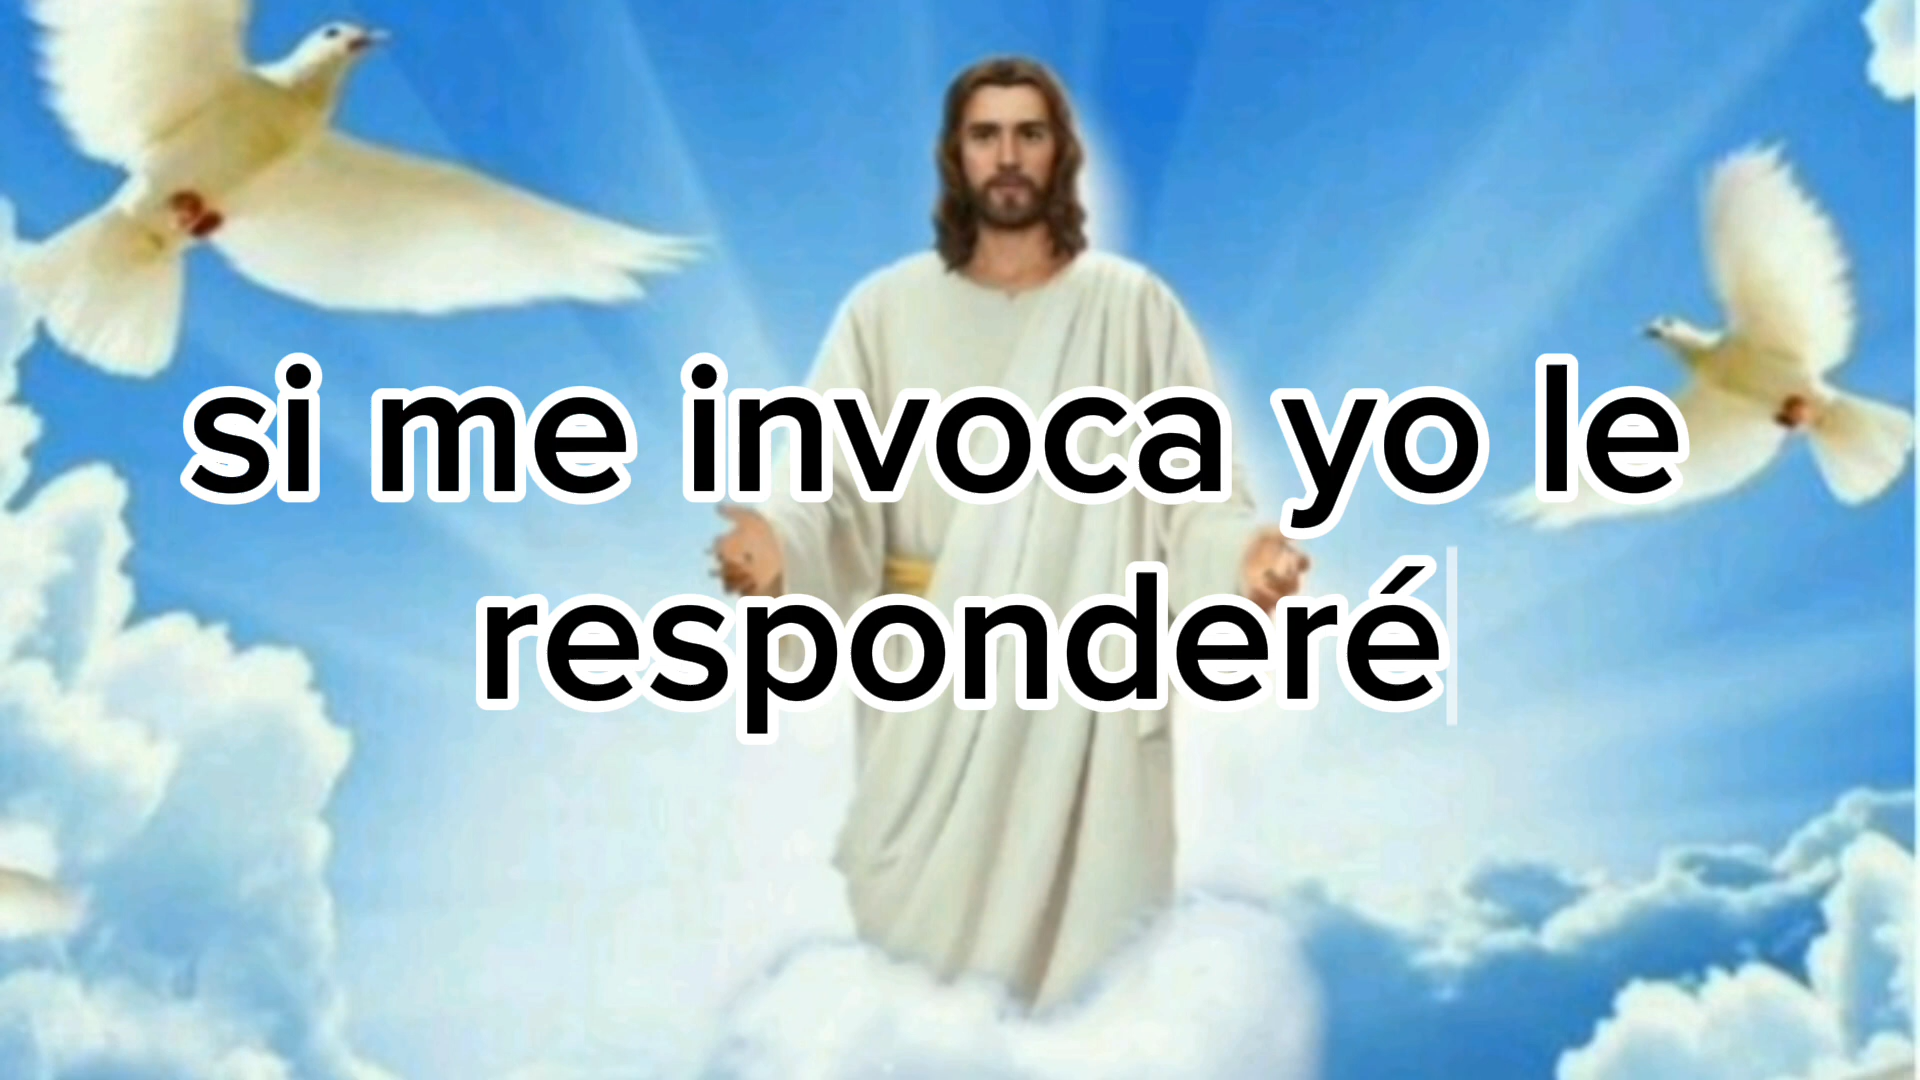 si me invoca yo le
responderé